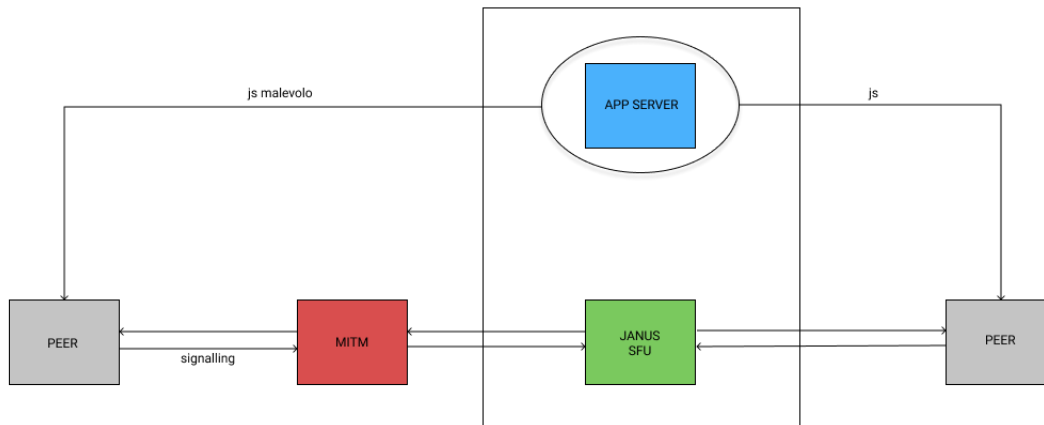 js malevolo
js
APP SERVER
PEER
signalling
MITM
JANUS
SFU
PEER